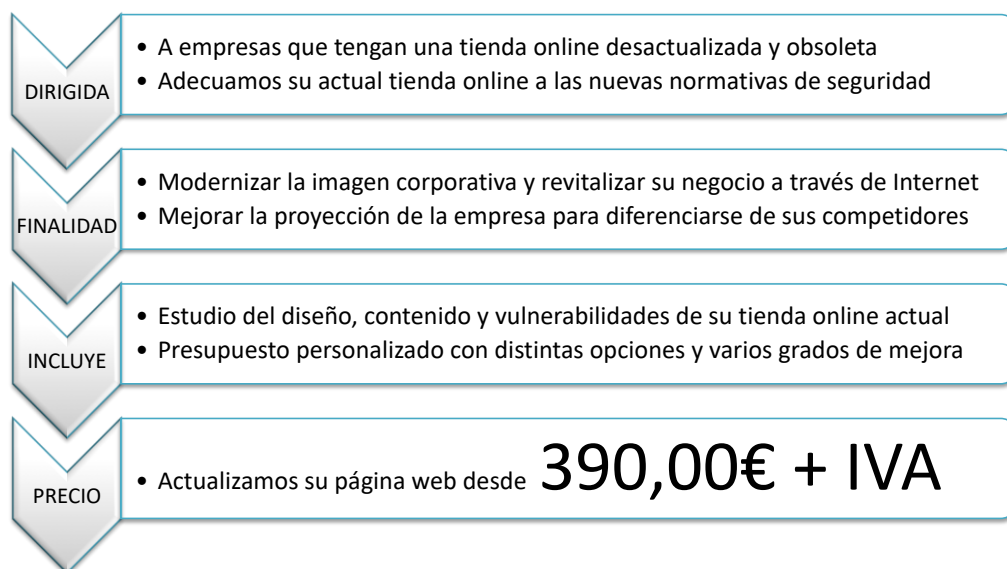 DIRIGIDA
• A empresas que tengan una tienda online desactualizada y obsoleta
• Adecuamos su actual tienda online a las nuevas normativas de seguridad
FINALIDAD
• Modernizar la imagen corporativa y revitalizar su negocio a través de Internet
• Mejorar la proyección de la empresa para diferenciarse de sus competidores
INCLUYE
• Estudio del diseño, contenido y vulnerabilidades de su tienda online actual
• Presupuesto personalizado con distintas opciones y varios grados de mejora
PRECIO
• Actualizamos su página web desde 390,00€ + IVA